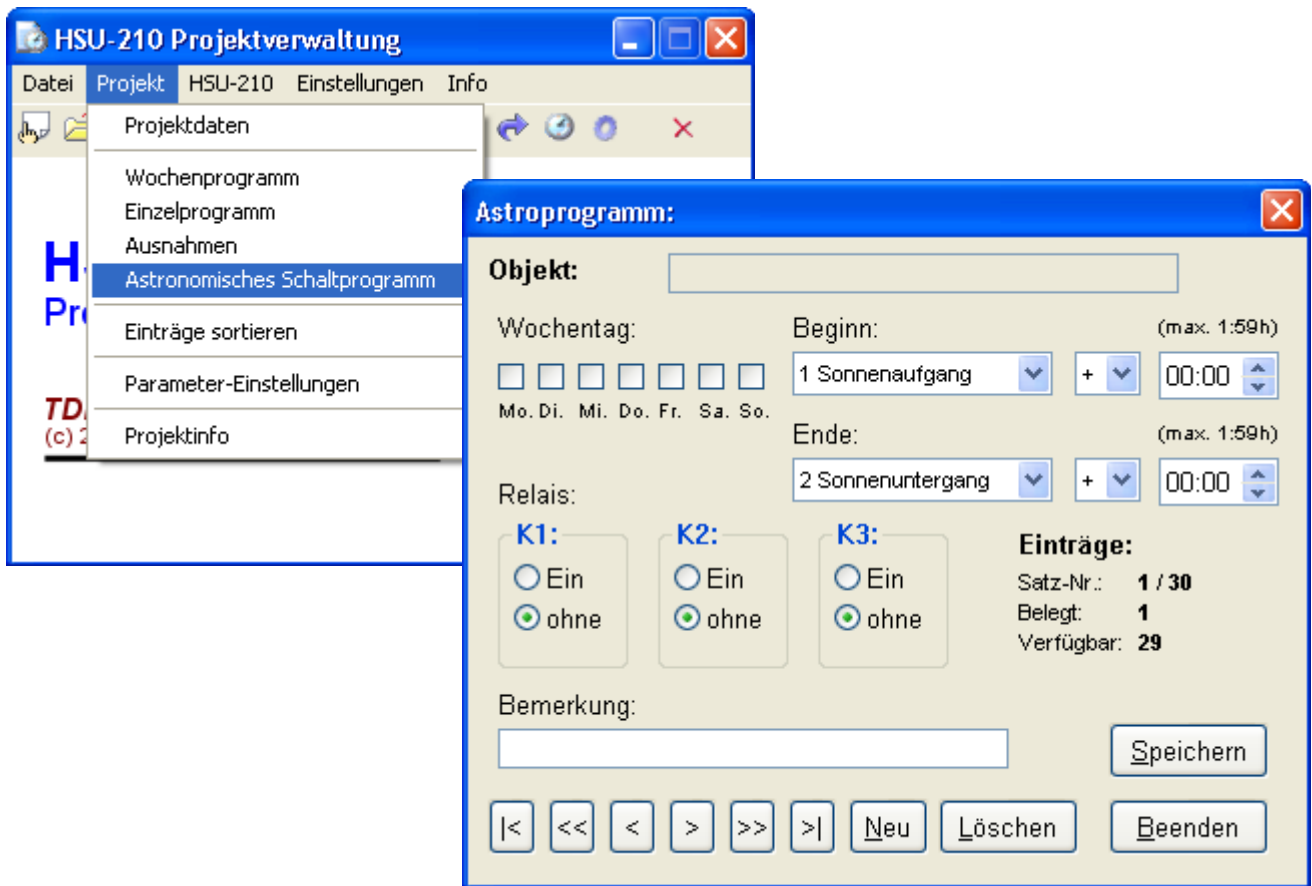 HSU-210 Projektverwaltung
Datei Projekt HSU-210 Einstellungen Info
Projektdaten
Wochenprogramm
Einzelprogramm
Ausnahmen
Astronomisches Schaltprogramm
Einträge sortieren
Parameter-Einstellungen
Projektinfo
(c) 2
Astroprogramm:
Objekt:
Wochentag: Beginn: (max. 1:59h)
1 Sonnenaufgang + 00:00
Mo. Di. Mi. Do. Fr. Sa. So.
Ende: (max. 1:59h)
2 Sonnenuntergang + 00:00
Relais:
K1: K2: K3: Einträge:
Ein Ein Ein Satz-Nr.: 1 / 30
ohne ohne ohne Belegt: 1
Verfügbar: 29
Bemerkung:
Speichern
|< << < > >> >| Neu Löschen Beenden